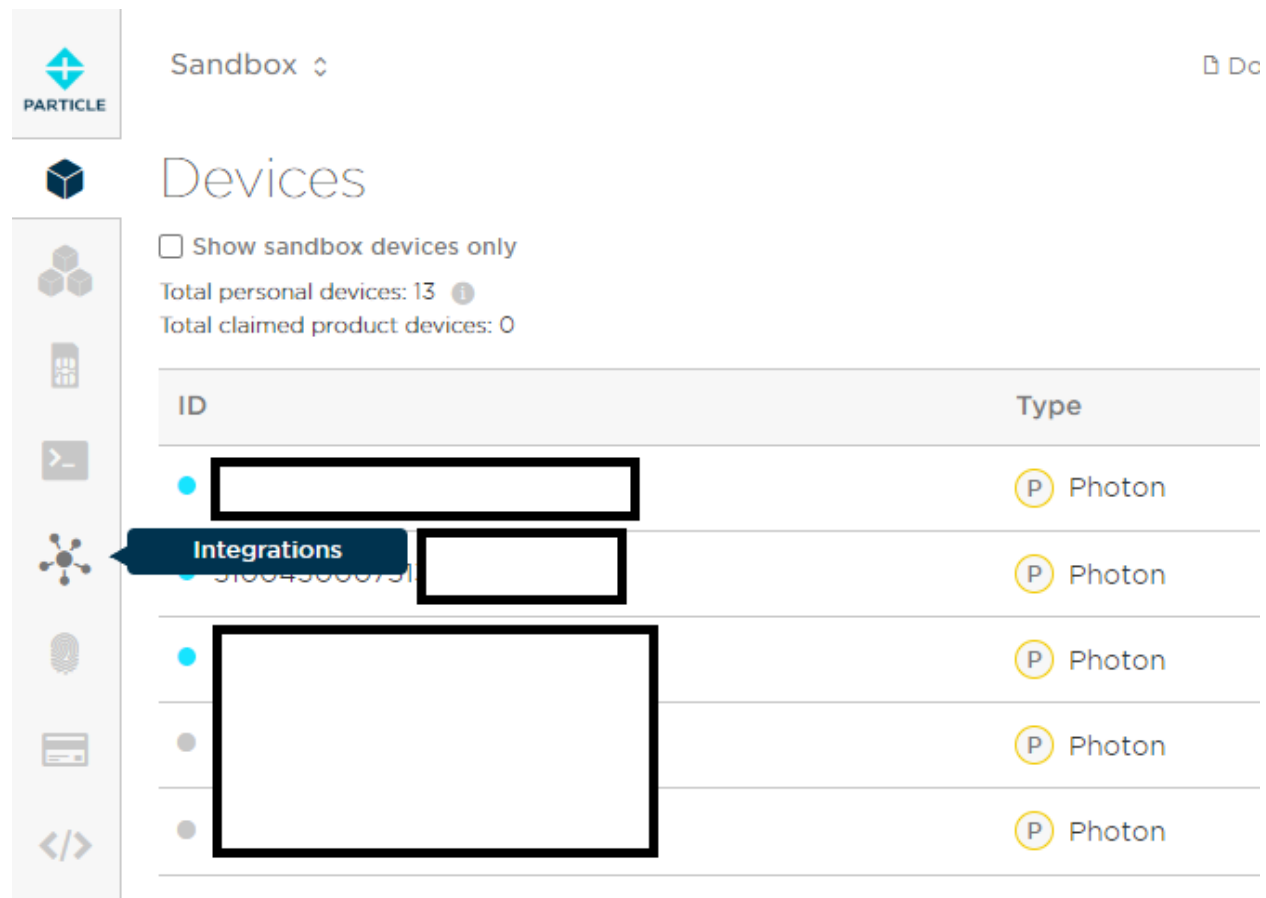 PARTICLE
Sandbox
Do
Devices
Show sandbox devices only
Total personal devices: 13
Total claimed product devices: 0
ID Type
P Photon
Integrations
P Photon
P Photon
P Photon
P Photon